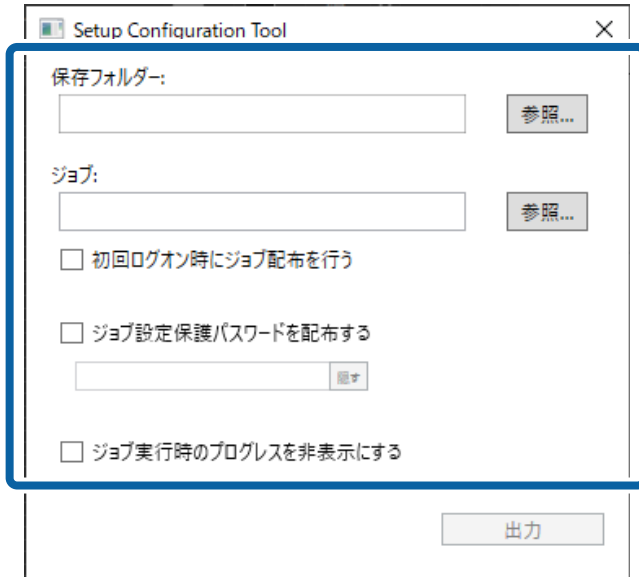 Setup Configuration Tool
保存フォルダー:
参照...
ジョブ:
参照...
初回ログオン時にジョブ配布を行う
ジョブ設定保護パスワードを配布する
隠す
ジョブ実行時のプログレスを非表示にする
出力